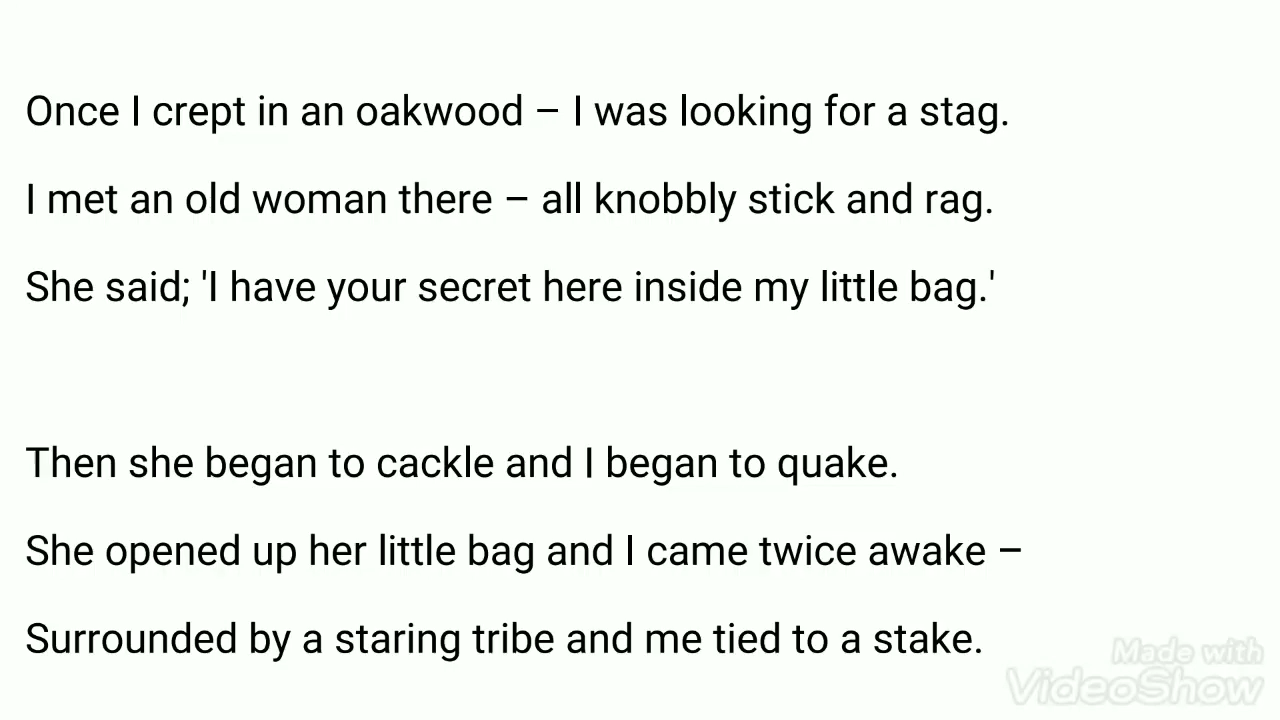 Once I crept in an oakwood – I was looking for a stag.
I met an old woman there – all knobbly stick and rag.
She said; 'I have your secret here inside my little bag.'
Then she began to cackle and I began to quake.
She opened up her little bag and I came twice awake –
Surrounded by a staring tribe and me tied to a stake.
Made with
VideoShow